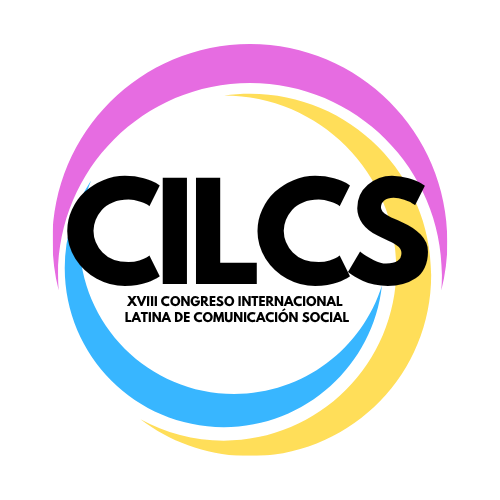 CILCS
XVIII CONGRESO INTERNACIONAL
LATINA DE COMUNICACIÓN SOCIAL